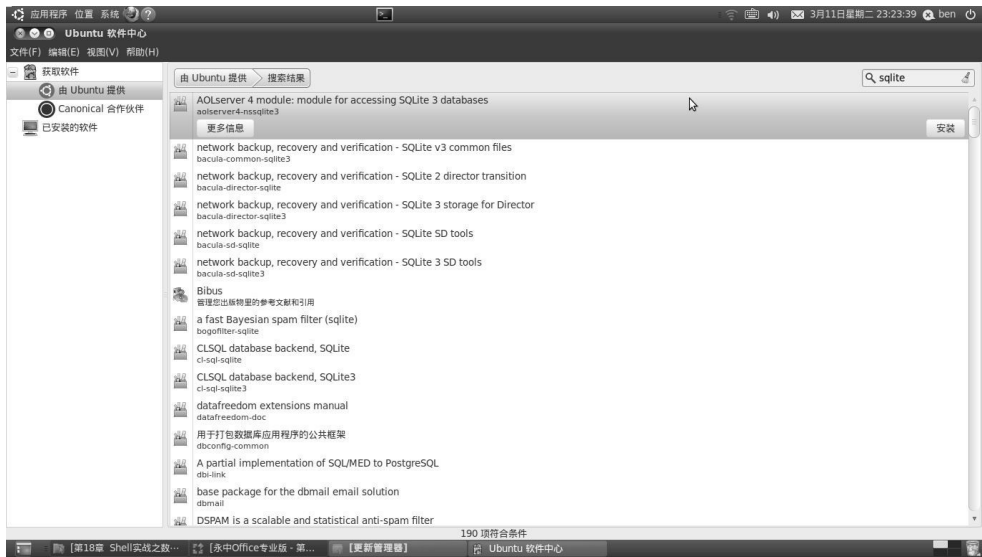 应用程序 位置 系统
3月11日星期二 23:23:39 ben
Ubuntu 软件中心
文件(F) 编辑(E) 视图(V) 帮助(H)
获取软件
由 Ubuntu 提供
Canonical 合作伙伴
已安装的软件
由 Ubuntu 提供 搜索结果
sqlite
AOLserver 4 module: module for accessing SQLite 3 databases
aolserver4-nssqlite3
更多信息
安装
network backup, recovery and verification - SQLite v3 common files
bacula-common-sqlite3
network backup, recovery and verification - SQLite 2 director transition
bacula-director-sqlite
network backup, recovery and verification - SQLite 3 storage for Director
bacula-director-sqlite3
network backup, recovery and verification - SQLite SD tools
bacula-sd-sqlite
network backup, recovery and verification - SQLite 3 SD tools
bacula-sd-sqlite3
Bibus
管理您出版物里的参考文献和引用
a fast Bayesian spam filter (sqlite)
bogofilter-sqlite
CLSQL database backend, SQLite
cl-sql-sqlite
CLSQL database backend, SQLite3
cl-sql-sqlite3
datafreedom extensions manual
datafreedom-doc
用于打包数据库应用程序的公共框架
dbconfig-common
A partial implementation of SQL/MED to PostgreSQL
dbi-link
base package for the dbmail email solution
dbmail
DSPAM is a scalable and statistical anti-spam filter
190 项符合条件
[第18章 Shell实战之数… [永中Office专业版 - 第… [更新管理器] Ubuntu 软件中心